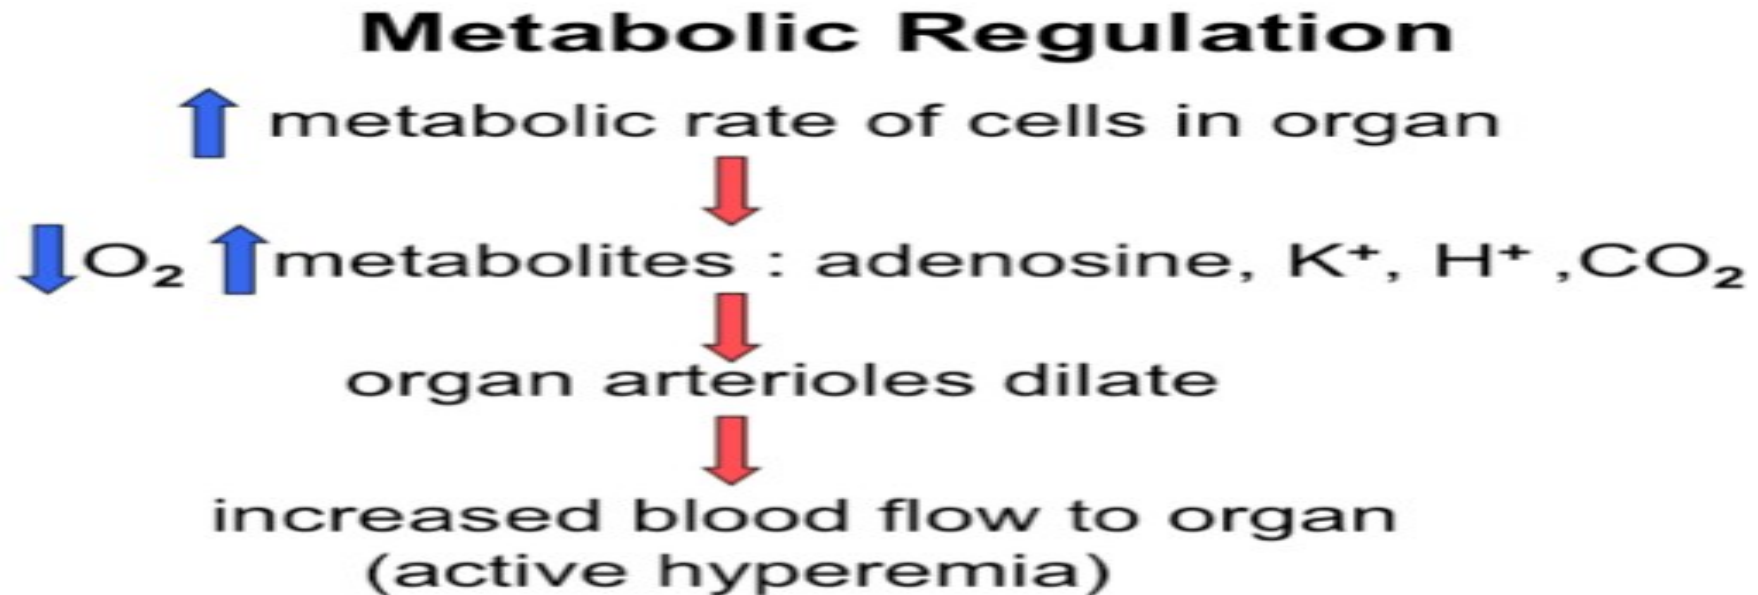 Metabolic Regulation
metabolic rate of cells in organ
O₂ metabolites : adenosine, K⁺, H⁺ ,CO₂
organ arterioles dilate
increased blood flow to organ
(active hyperemia)